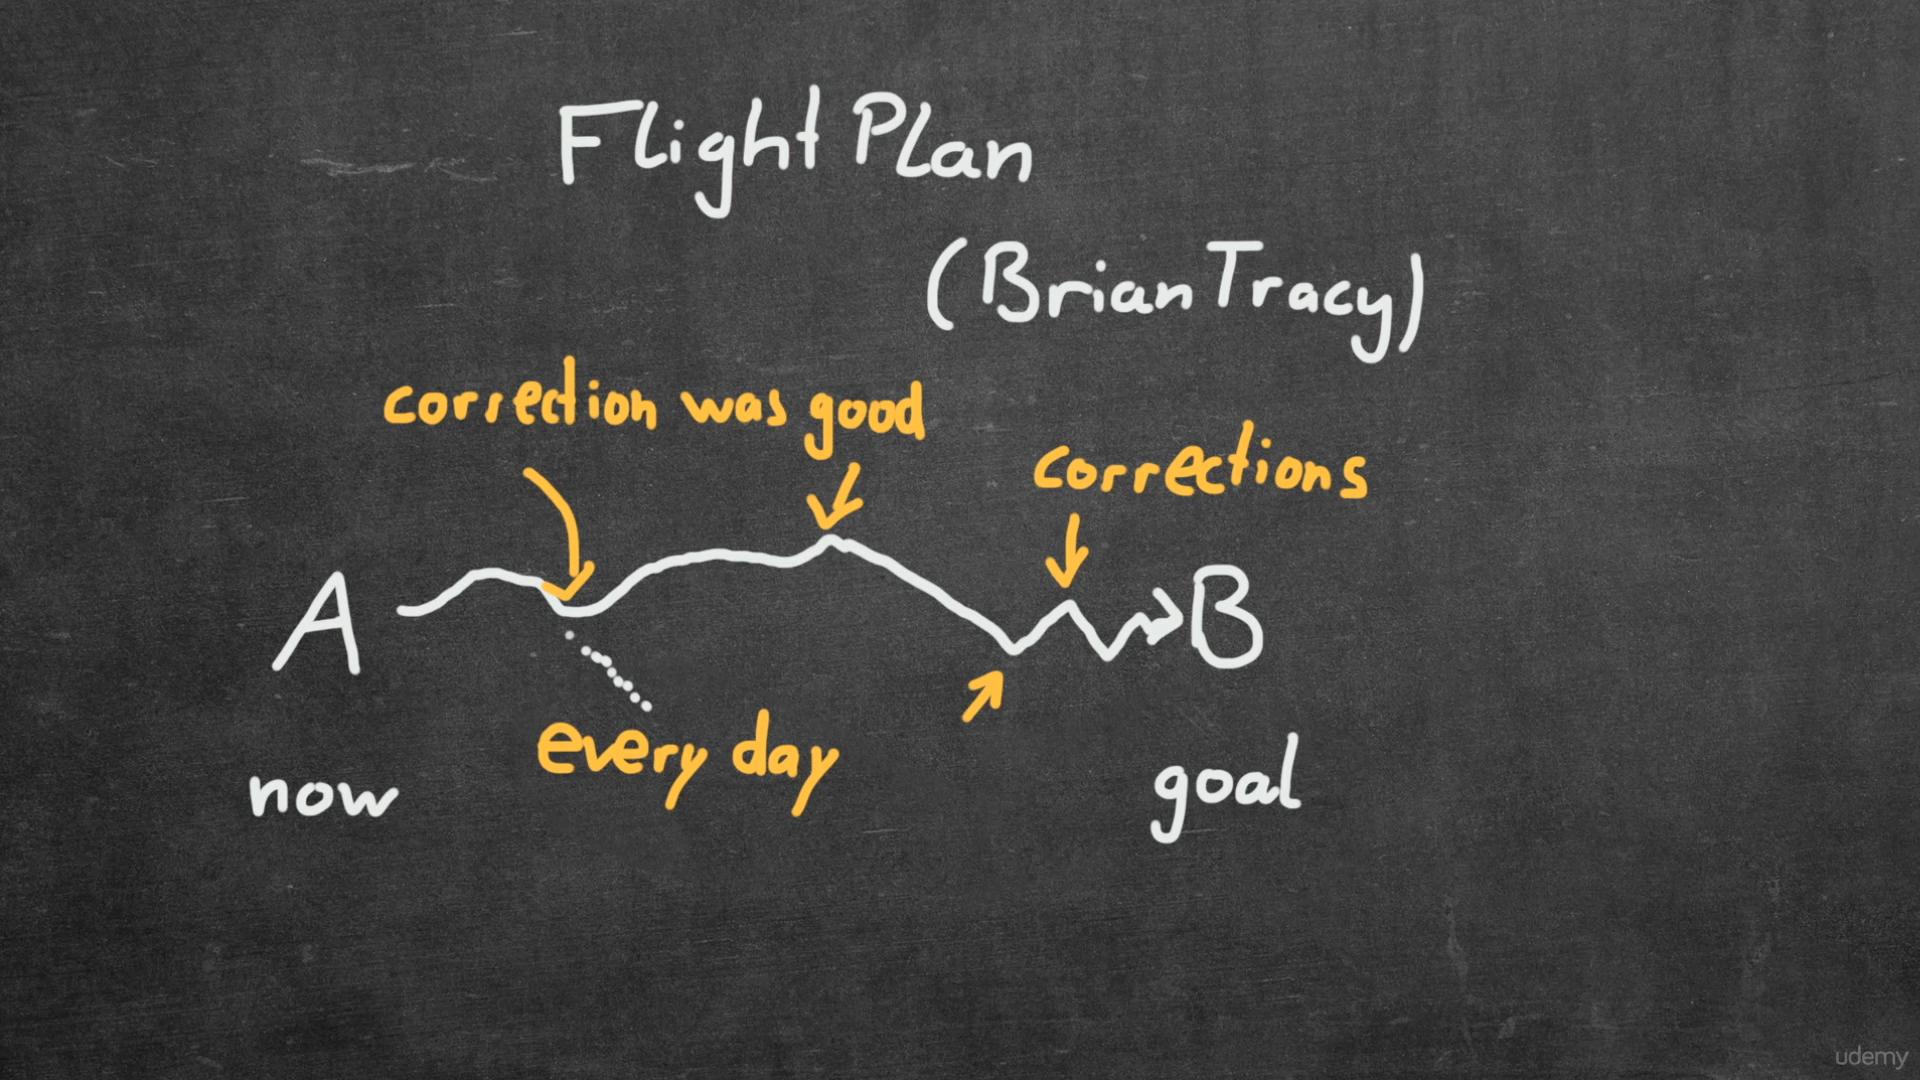 Flight Plan
(Brian Tracy)
correction was good
corrections
A
B
every day
now
goal
udemy